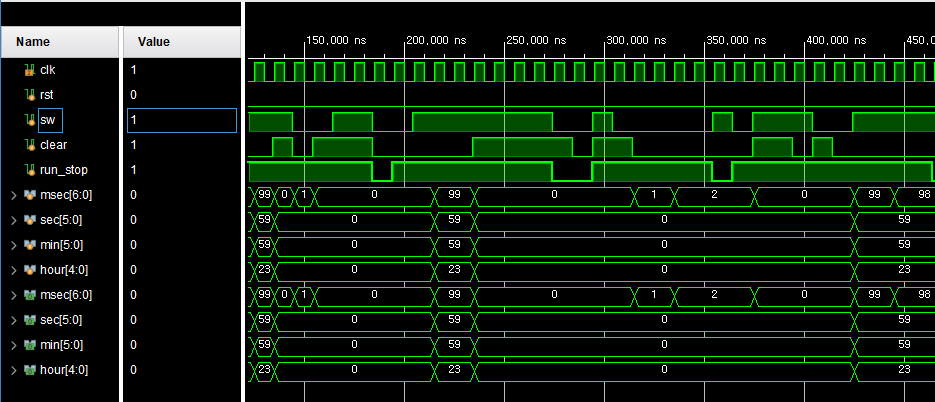 Name Value
150,000 ns 200,000 ns 250,000 ns 300,000 ns 350,000 ns 400,000 ns 450,
clk 1
rst 0
sw 1
clear 1
run_stop 1
msec[6:0] 0 99 0 1 0 99 0 1 2 0 99 98
sec[5:0] 0 59 0 59 0 59
min[5:0] 0 59 0 59 0 59
hour[4:0] 0 23 0 23 0 23
msec[6:0] 0 99 0 1 0 99 0 1 2 0 99 98
sec[5:0] 0 59 0 59 0 59
min[5:0] 0 59 0 59 0 59
hour[4:0] 0 23 0 23 0 23